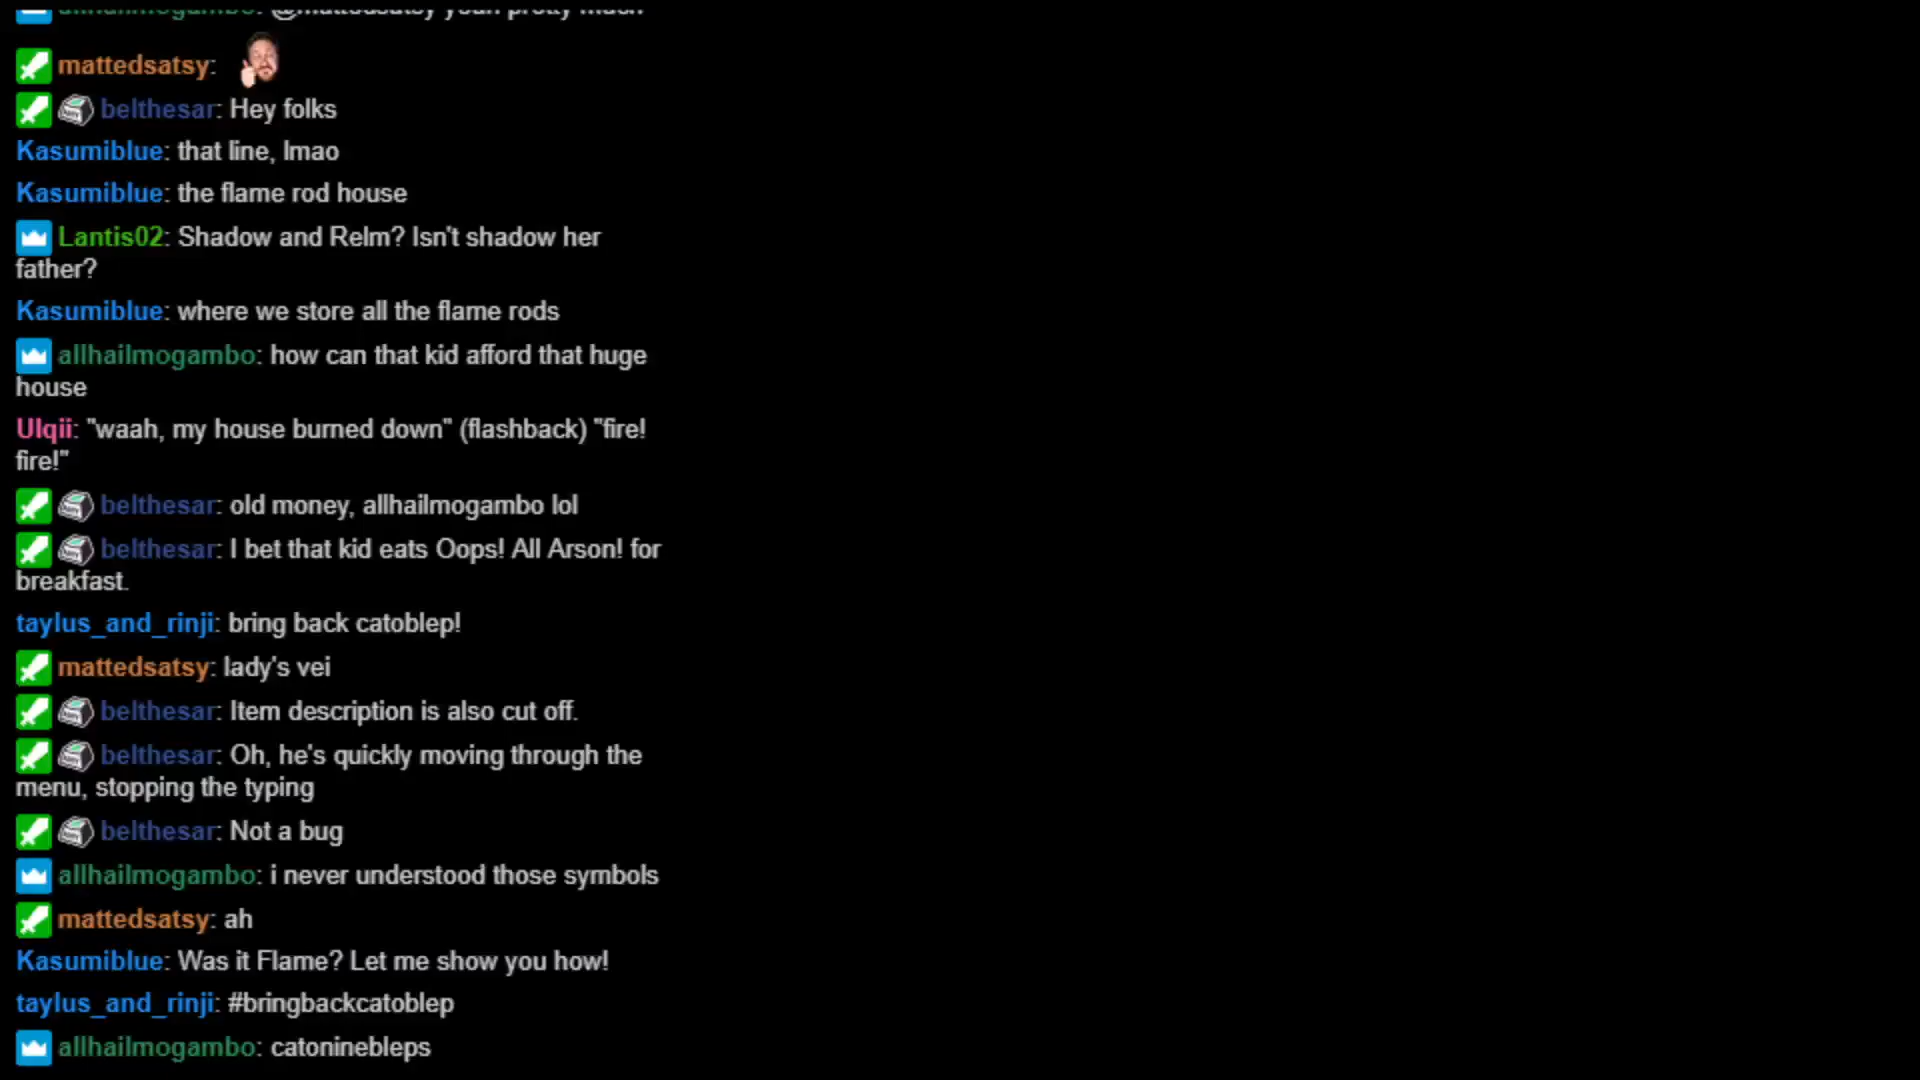 allhailmogambo: @mattedsatsy yeah pretty much
mattedsatsy:
belthesar: Hey folks
Kasumiblue: that line, lmao
Kasumiblue: the flame rod house
Lantis02: Shadow and Relm? Isn't shadow her
father?
Kasumiblue: where we store all the flame rods
allhailmogambo: how can that kid afford that huge
house
Ulqii: "waah, my house burned down" (flashback) "fire!
fire!"
belthesar: old money, allhailmogambo lol
belthesar: I bet that kid eats Oops! All Arson! for
breakfast.
taylus_and_rinji: bring back catoblep!
mattedsatsy: lady's vei
belthesar: Item description is also cut off.
belthesar: Oh, he's quickly moving through the
menu, stopping the typing
belthesar: Not a bug
allhailmogambo: i never understood those symbols
mattedsatsy: ah
Kasumiblue: Was it Flame? Let me show you how!
taylus_and_rinji: #bringbackcatoblep
allhailmogambo: catoninebleps